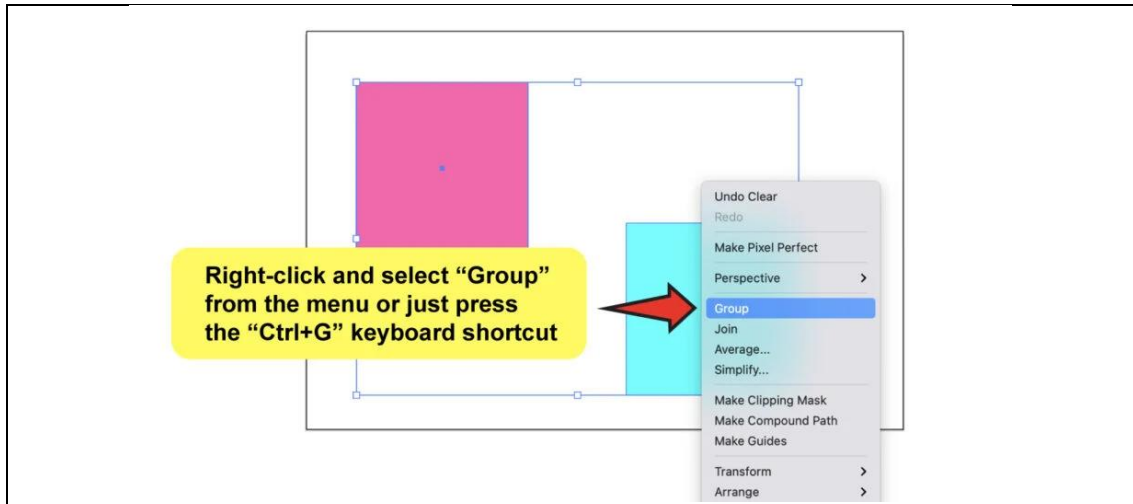 Undo Clear
Redo
Make Pixel Perfect
Perspective
Right-click and select “Group”
from the menu or just press
the “Ctrl+G” keyboard shortcut
Group
Join
Average...
Simplify...
Make Clipping Mask
Make Compound Path
Make Guides
Transform
Arrange